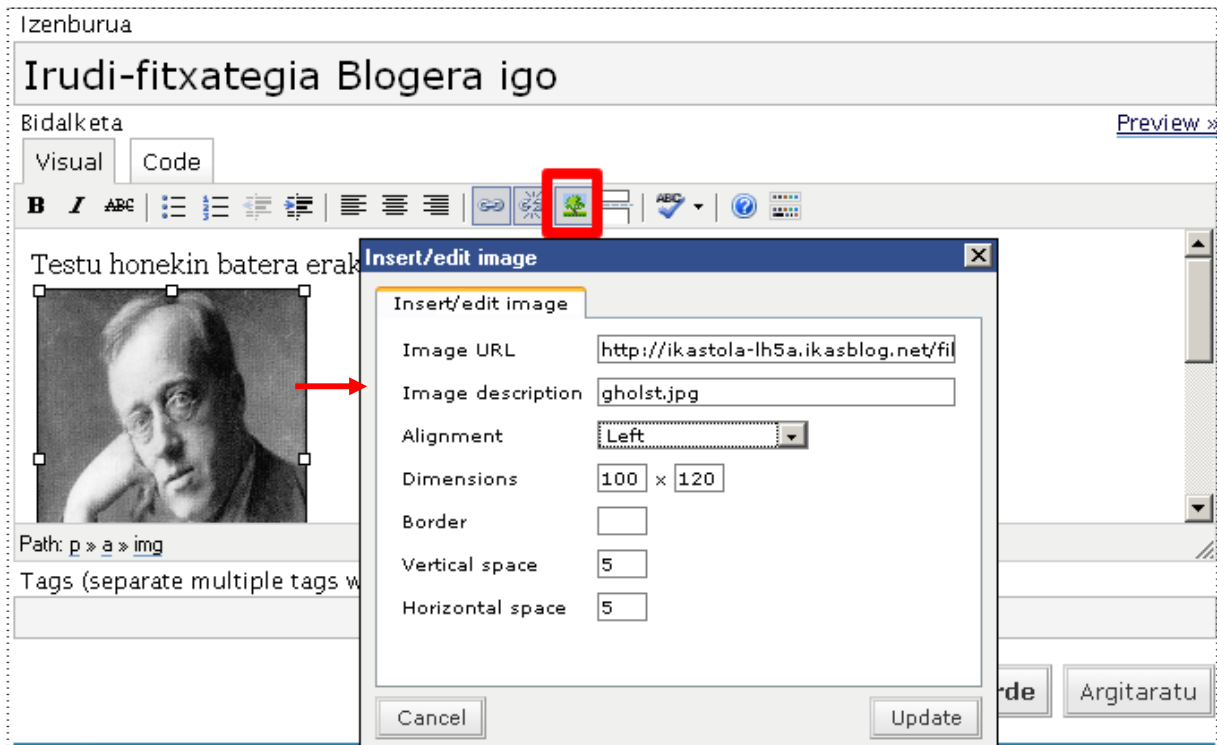 Izenburua
Irudi-fitxategia Blogera igo
Bidalketa
Preview »
Visual Code
B I ABC ABC
Testu honekin batera erak
Insert/edit image
Insert/edit image
Image URL http://ikastola-lh5a.ikasblog.net/fil
Image description gholst.jpg
Alignment Left
Dimensions 100 × 120
Border
Vertical space 5
Horizontal space 5
Cancel Update
Path: p » a » img
Tags (separate multiple tags w
rde Argitaratu